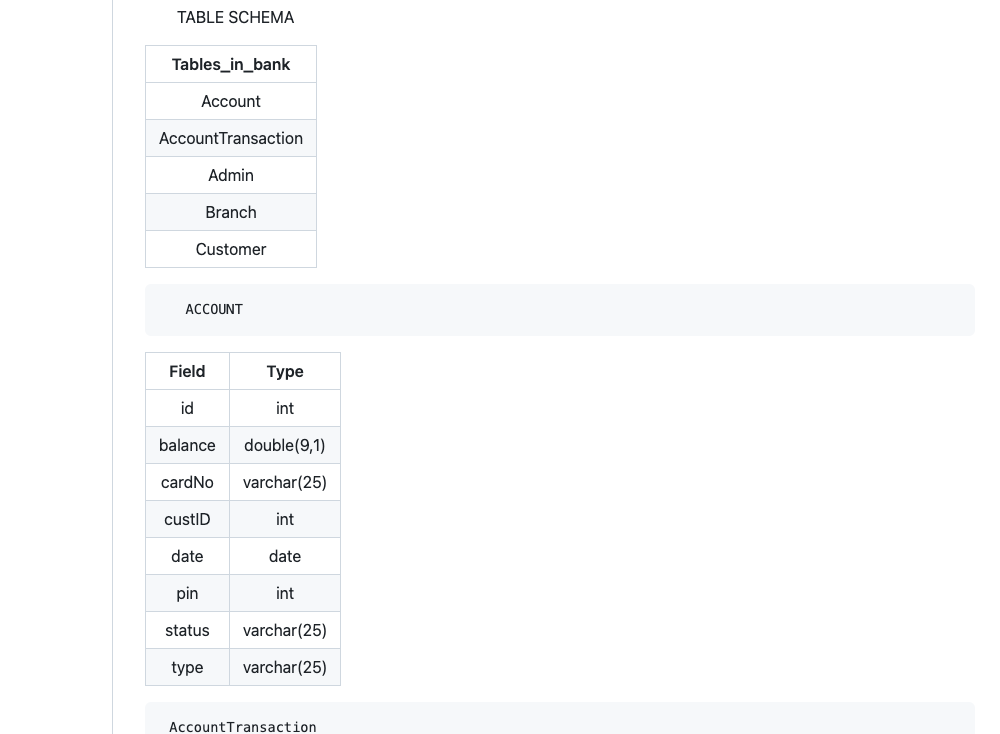 TABLE SCHEMA
Tables_in_bank
Account
AccountTransaction
Admin
Branch
Customer
ACCOUNT
Field Type
id int
balance double(9,1)
cardNo varchar(25)
custID int
date date
pin int
status varchar(25)
type varchar(25)
AccountTransaction